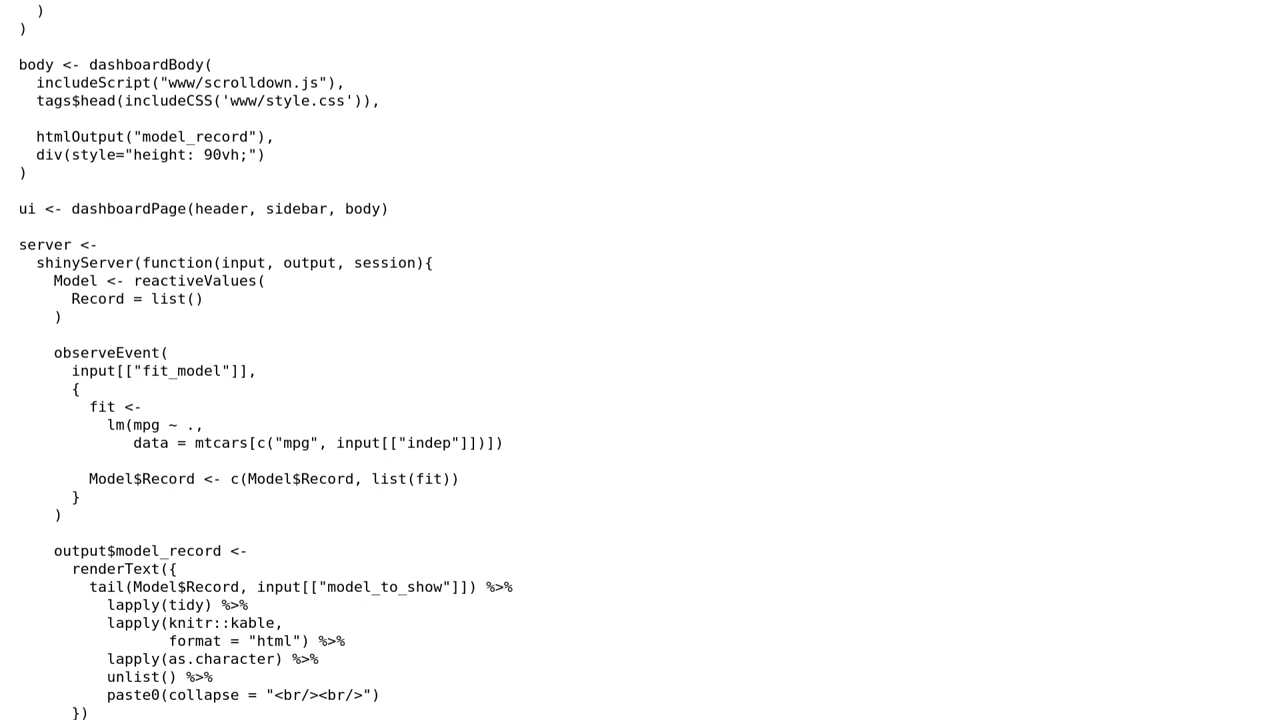 )
)

body <- dashboardBody(
  includeScript("www/scrolldown.js"),
  tags$head(includeCSS('www/style.css')),

  htmlOutput("model_record"),
  div(style="height: 90vh;")
)

ui <- dashboardPage(header, sidebar, body)

server <-
  shinyServer(function(input, output, session){
    Model <- reactiveValues(
      Record = list()
    )

    observeEvent(
      input[["fit_model"]],
      {
        fit <-
          lm(mpg ~ .,
             data = mtcars[c("mpg", input[["indep"]])])

        Model$Record <- c(Model$Record, list(fit))
      }
    )

    output$model_record <-
      renderText({
        tail(Model$Record, input[["model_to_show"]]) %>%
          lapply(tidy) %>%
          lapply(knitr::kable,
                 format = "html") %>%
          lapply(as.character) %>%
          unlist() %>%
          paste0(collapse = "<br/><br/>")
      })